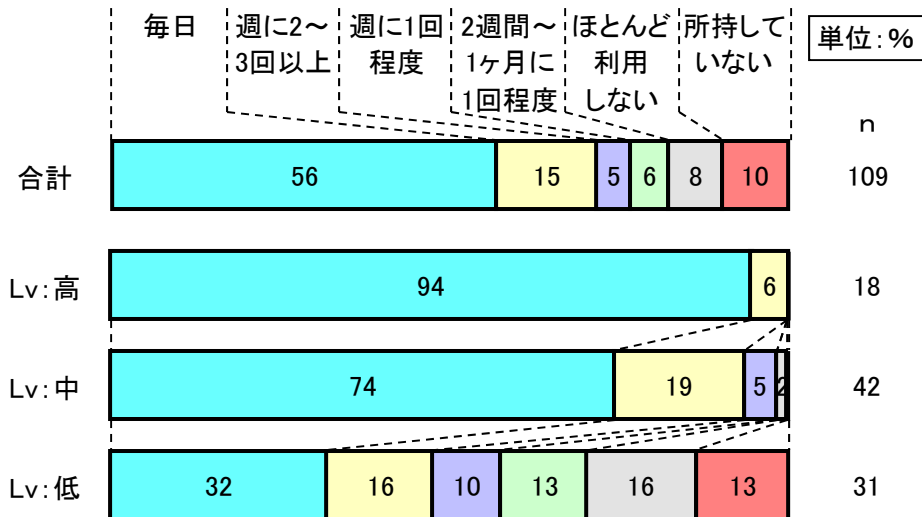 毎日
週に2～
3回以上
週に1回
程度
2週間～
1ヶ月に
1回程度
ほとんど
利用
しない
所持して
いない
単位：％
n
合計 56 15 5 6 8 10 109
Lv：高 94 6 18
Lv：中 74 19 5 2 42
Lv：低 32 16 10 13 16 13 31